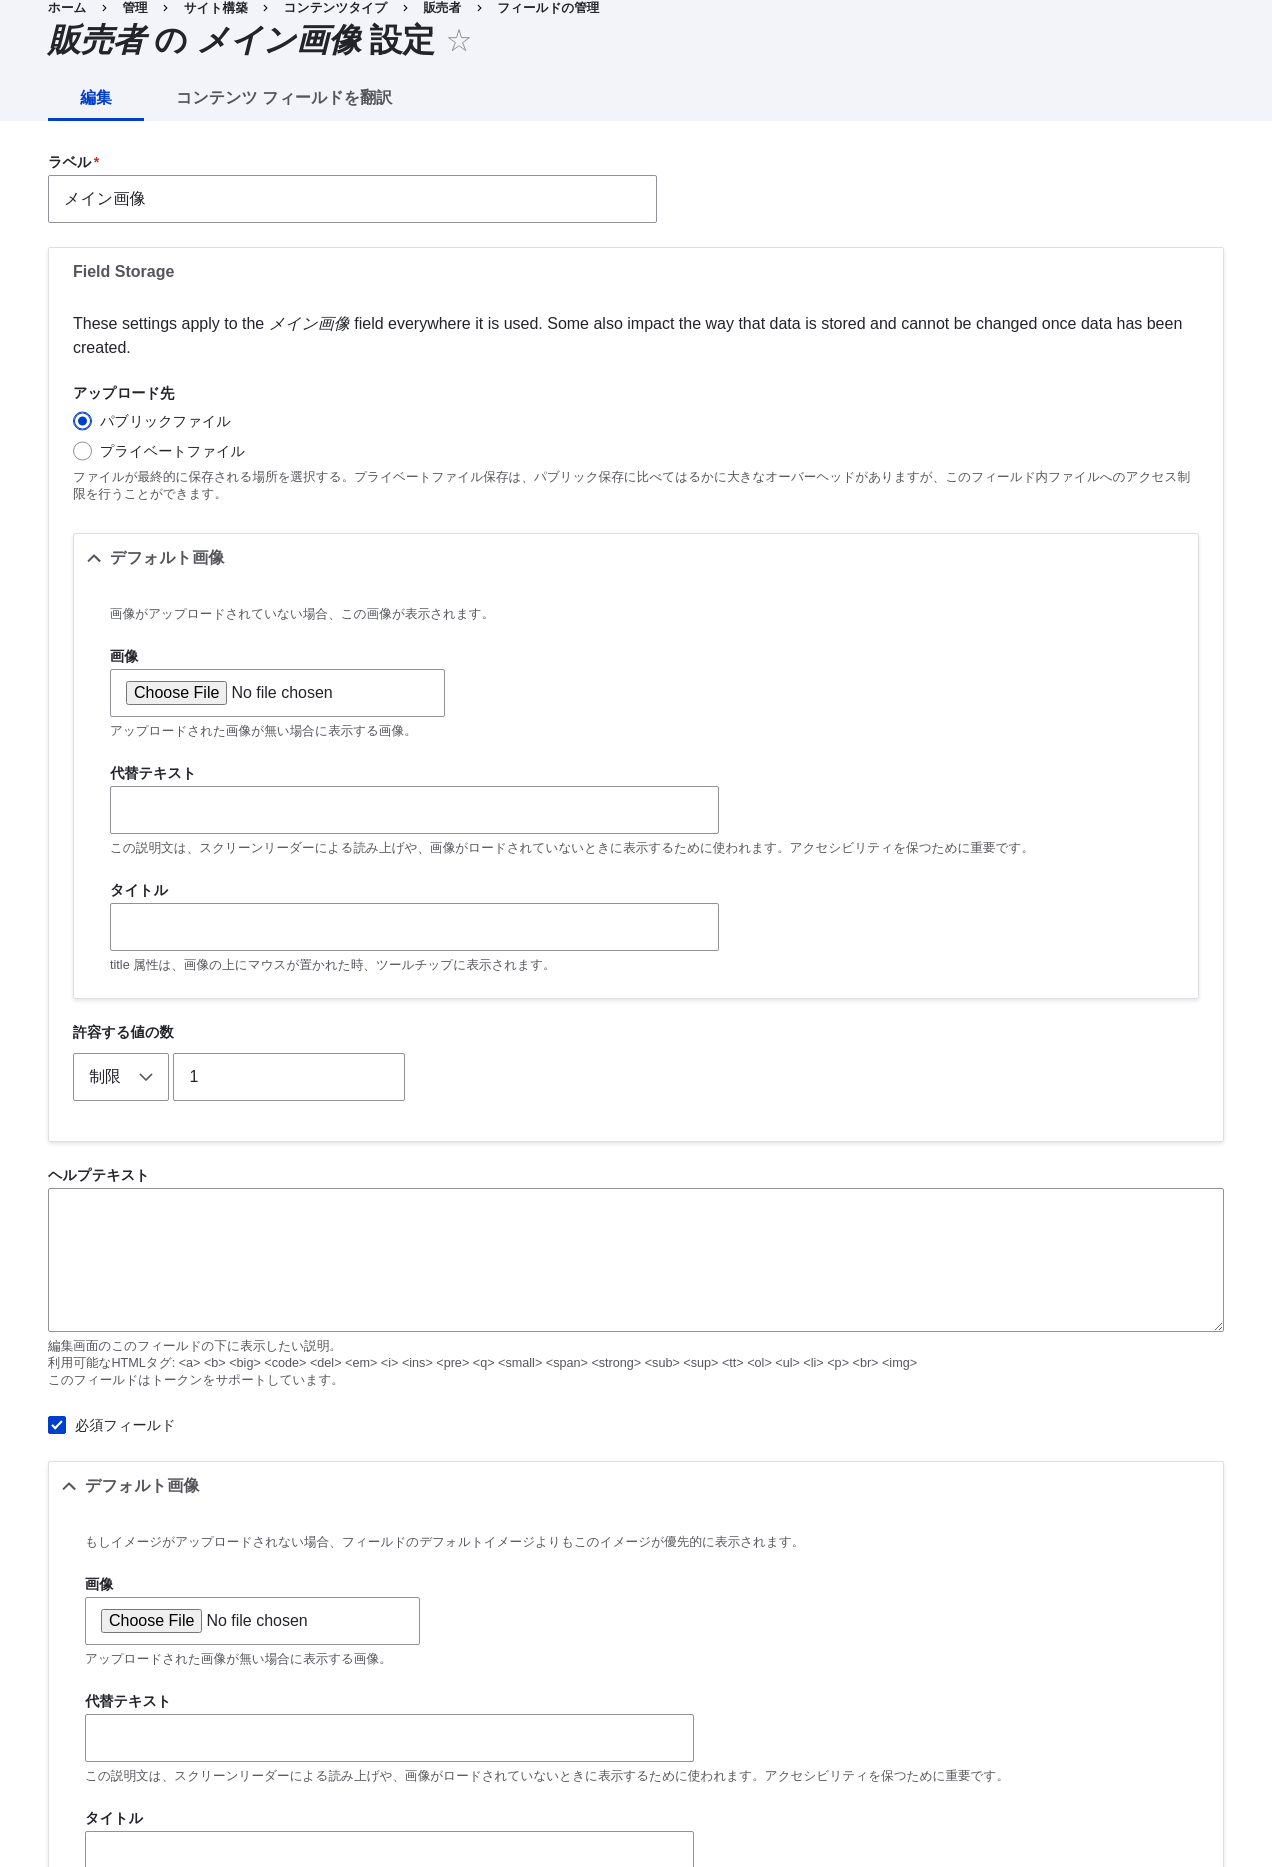 ホーム › 管理 › サイト構築 › コンテンツタイプ › 販売者 › フィールドの管理
販売者 の メイン画像 設定 ☆
編集 コンテンツ フィールドを翻訳
ラベル*
メイン画像
Field Storage
These settings apply to the メイン画像 field everywhere it is used. Some also impact the way that data is stored and cannot be changed once data has been
created.
アップロード先
パブリックファイル
プライベートファイル
ファイルが最終的に保存される場所を選択する。プライベートファイル保存は、パブリック保存に比べてはるかに大きなオーバーヘッドがありますが、このフィールド内ファイルへのアクセス制
限を行うことができます。
デフォルト画像
画像がアップロードされていない場合、この画像が表示されます。
画像
Choose File No file chosen
アップロードされた画像が無い場合に表示する画像。
代替テキスト
この説明文は、スクリーンリーダーによる読み上げや、画像がロードされていないときに表示するために使われます。アクセシビリティを保つために重要です。
タイトル
title 属性は、画像の上にマウスが置かれた時、ツールチップに表示されます。
許容する値の数
制限 1
ヘルプテキスト
編集画面のこのフィールドの下に表示したい説明。
利用可能なHTMLタグ: <a> <b> <big> <code> <del> <em> <i> <ins> <pre> <q> <small> <span> <strong> <sub> <sup> <tt> <ol> <ul> <li> <p> <br> <img>
このフィールドはトークンをサポートしています。
必須フィールド
デフォルト画像
もしイメージがアップロードされない場合、フィールドのデフォルトイメージよりもこのイメージが優先的に表示されます。
画像
Choose File No file chosen
アップロードされた画像が無い場合に表示する画像。
代替テキスト
この説明文は、スクリーンリーダーによる読み上げや、画像がロードされていないときに表示するために使われます。アクセシビリティを保つために重要です。
タイトル